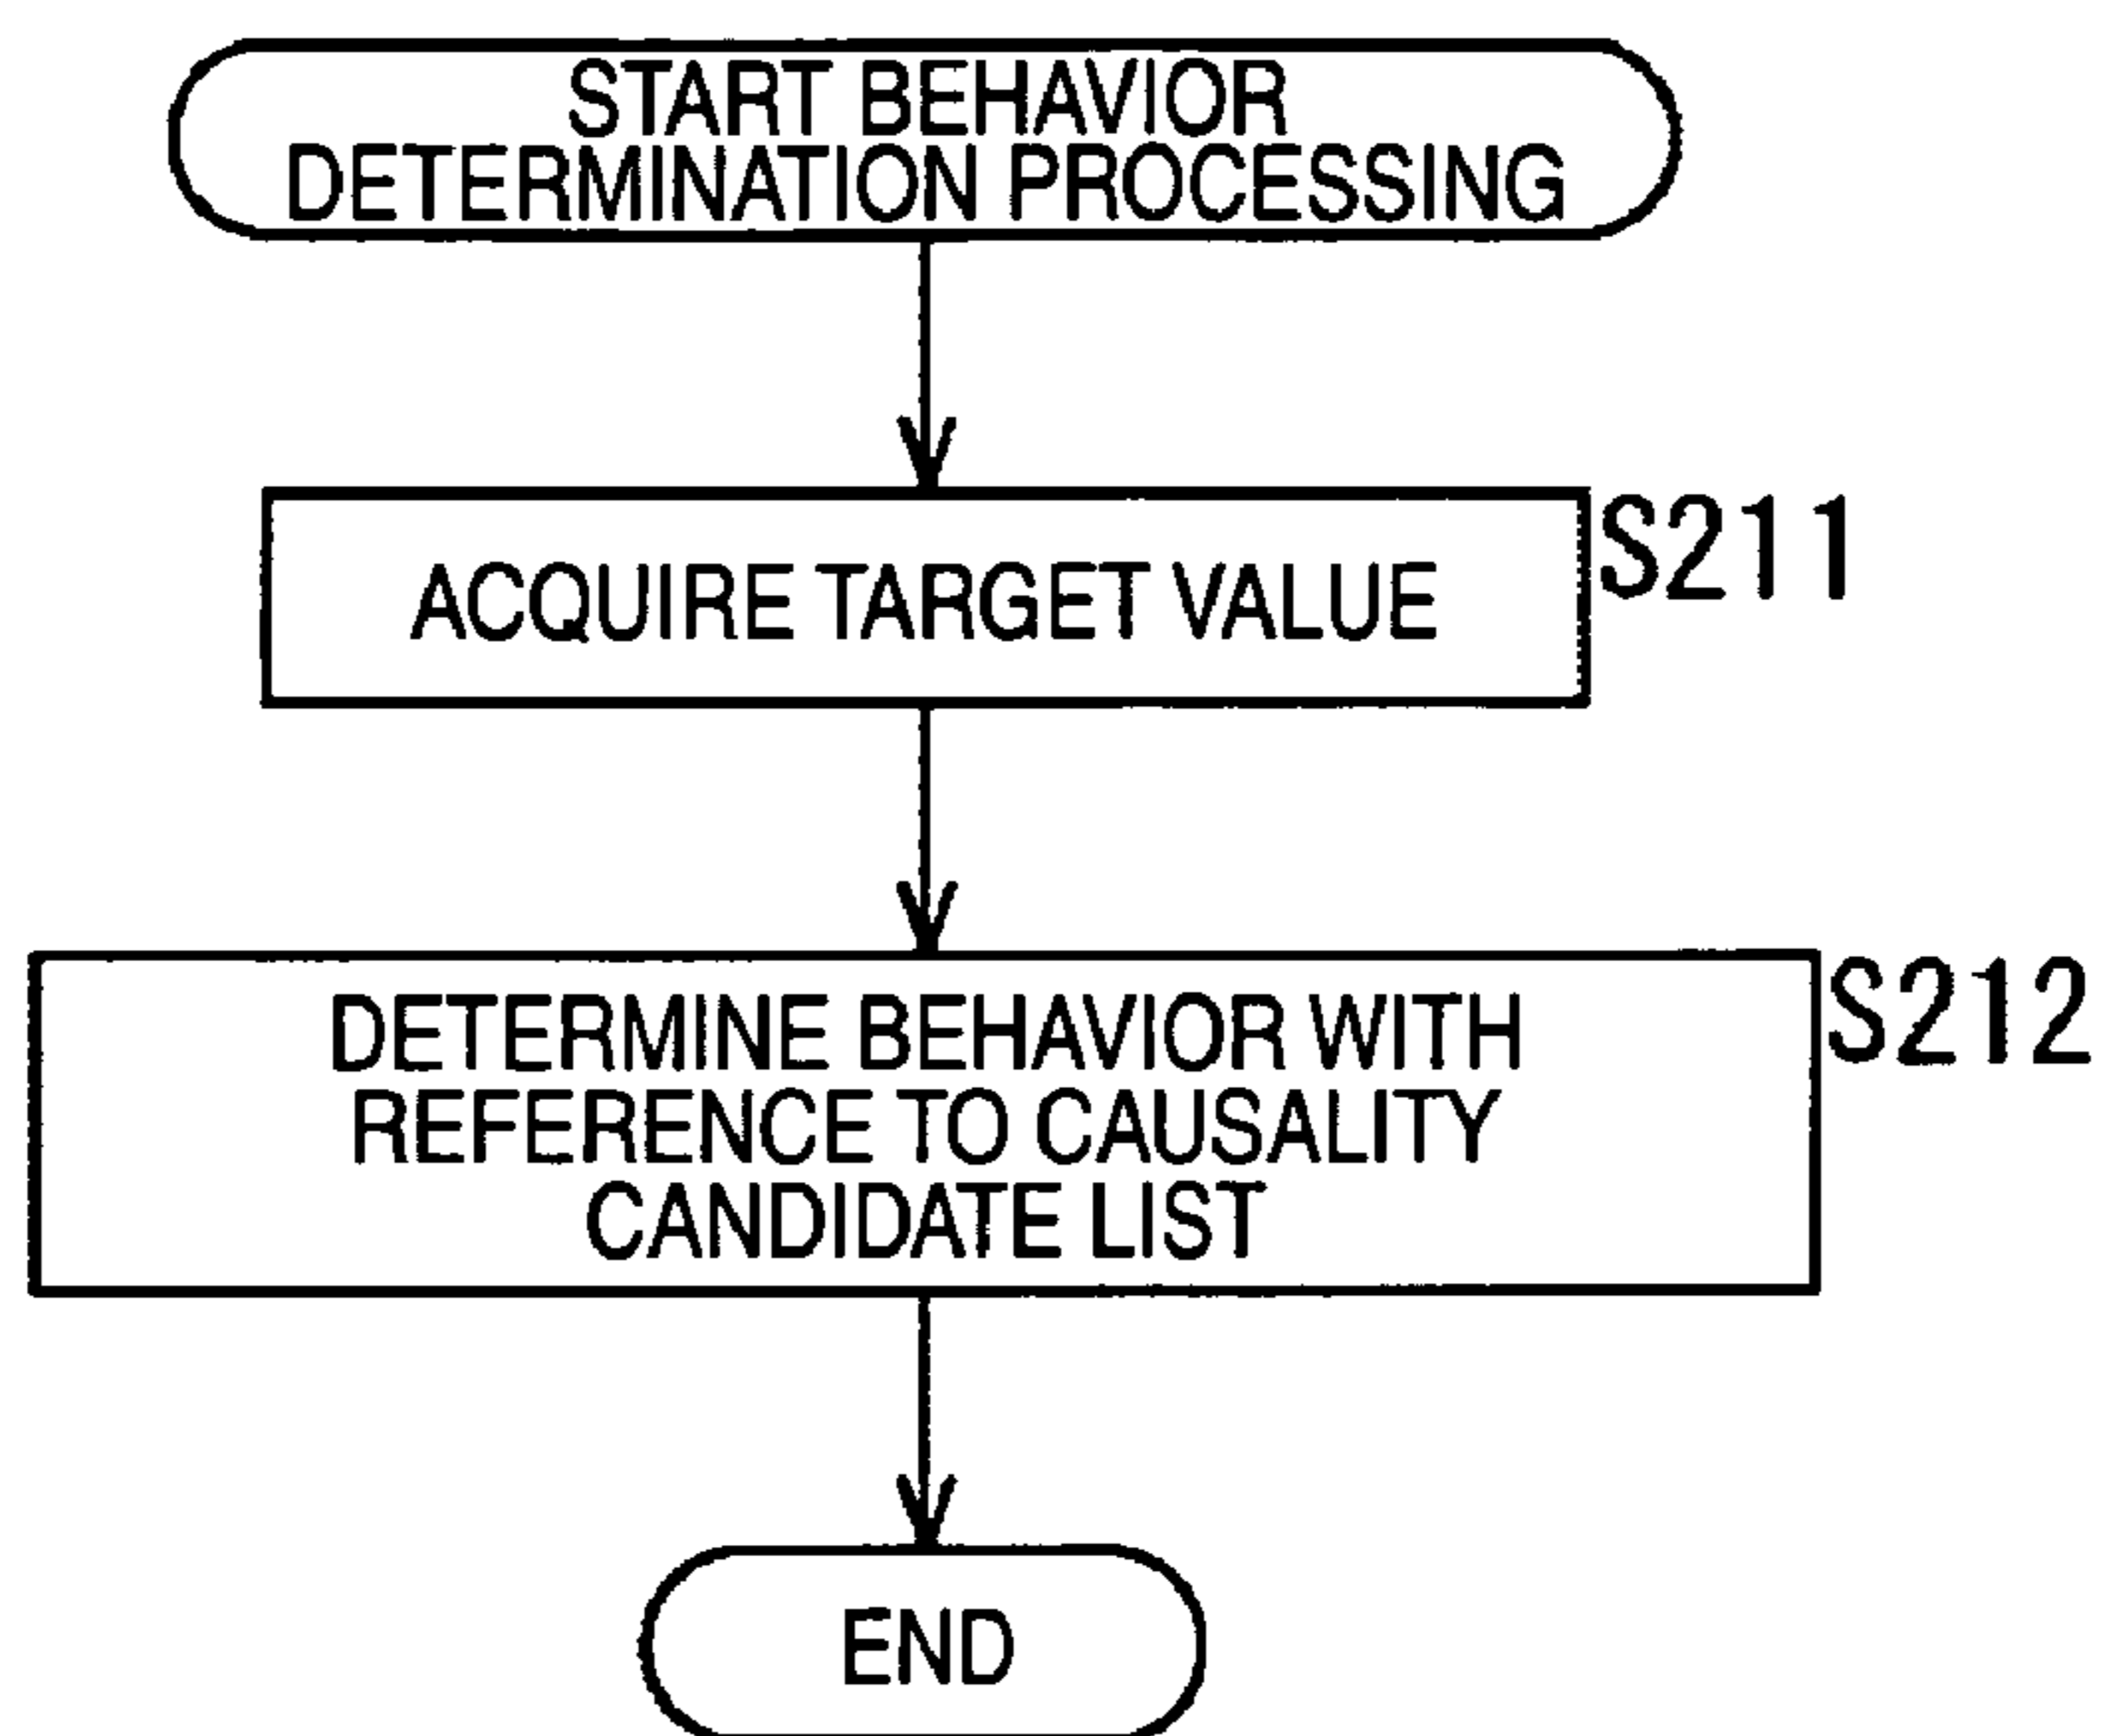 START BEHAVIOR
DETERMINATION PROCESSING
ACQUIRE TARGET VALUE
S211
DETERMINE BEHAVIOR WITH
REFERENCE TO CAUSALITY
CANDIDATE LIST
S212
END